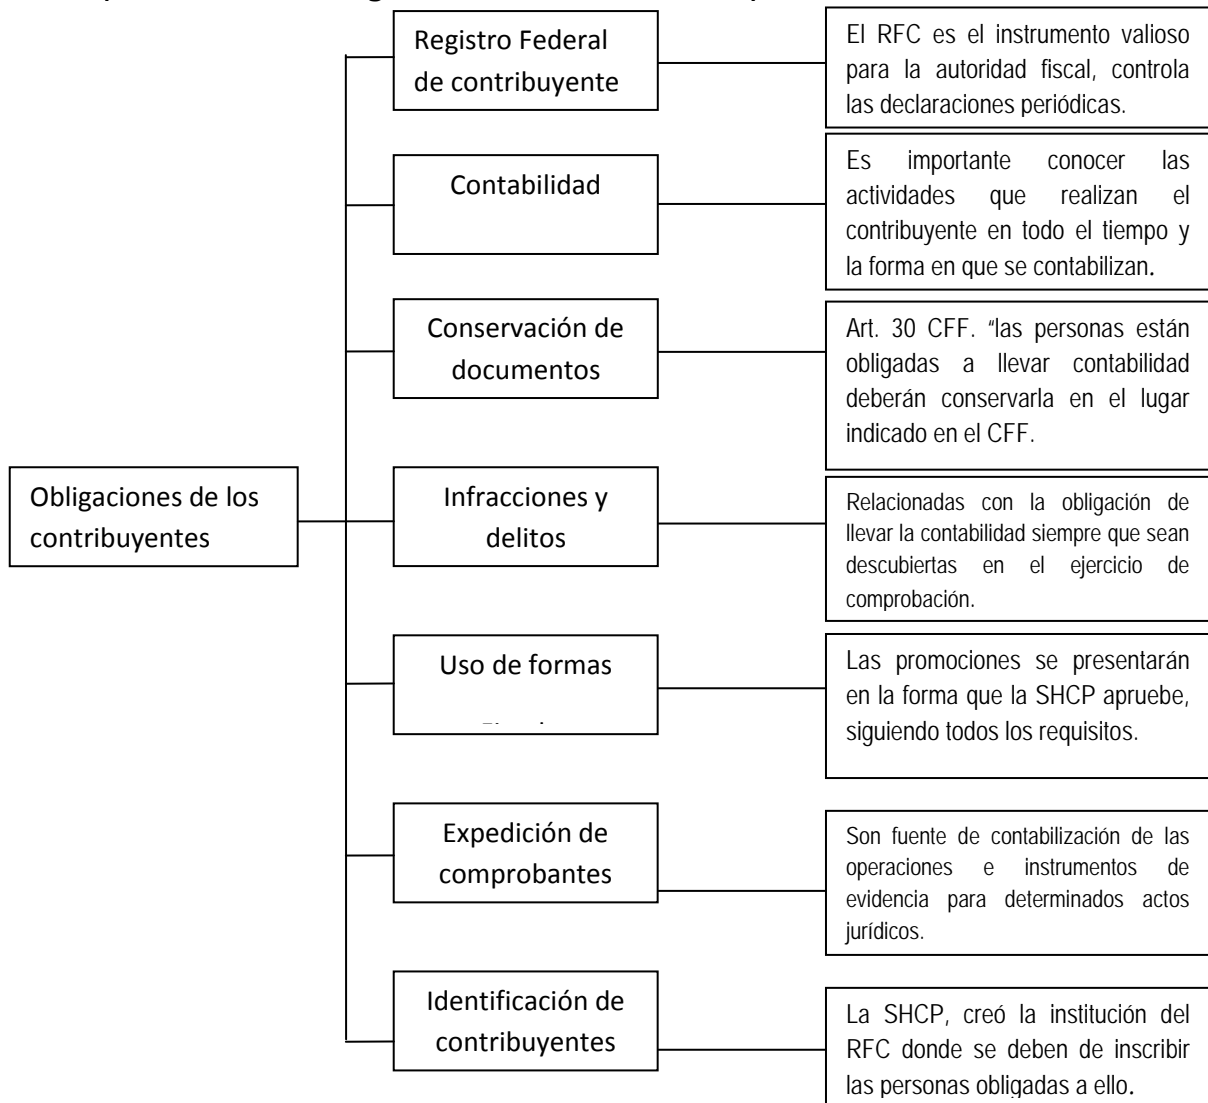 Registro Federal
de contribuyente
El RFC es el instrumento valioso
para la autoridad fiscal, controla
las declaraciones periódicas.
Contabilidad
Es importante conocer las
actividades que realizan el
contribuyente en todo el tiempo y
la forma en que se contabilizan.
Conservación de
documentos
Art. 30 CFF. “las personas están
obligadas a llevar contabilidad
deberán conservarla en el lugar
indicado en el CFF.
Obligaciones de los
contribuyentes
Infracciones y
delitos
Relacionadas con la obligación de
llevar la contabilidad siempre que sean
descubiertas en el ejercicio de
comprobación.
Uso de formas
Las promociones se presentarán
en la forma que la SHCP apruebe,
siguiendo todos los requisitos.
Expedición de
comprobantes
Son fuente de contabilización de las
operaciones e instrumentos de
evidencia para determinados actos
jurídicos.
Identificación de
contribuyentes
La SHCP, creó la institución del
RFC donde se deben de inscribir
las personas obligadas a ello.